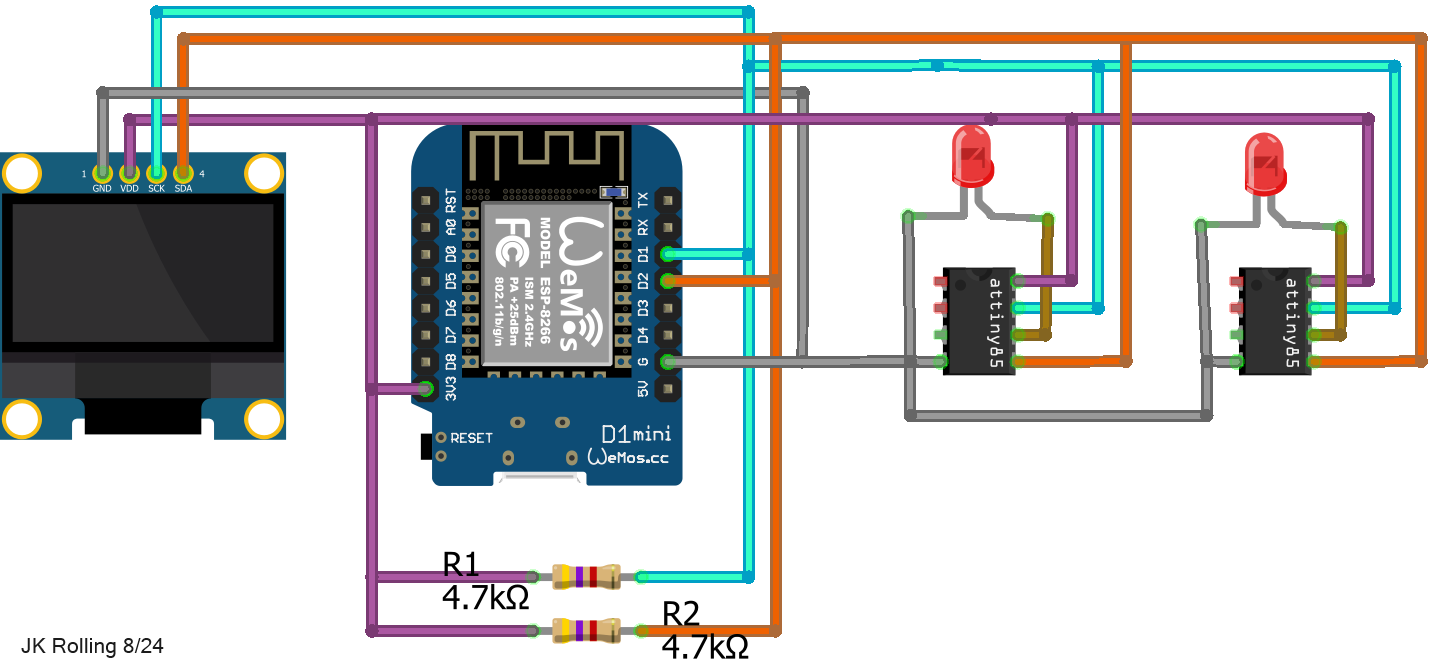 1
4
GND VDD SCK SDA
RST
A0
D0
D5
D6
D7
D8
3V3
TX
RX
D1
D2
D3
D4
G
5V
WeMos
MODEL ESP-8266
ISM 2.4GHz
PA +25dBm
802.11b/g/n
FC
RESET
D1mini
WeMos.cc
attiny85
attiny85
R1
4.7kΩ
R2
4.7kΩ
JK Rolling 8/24